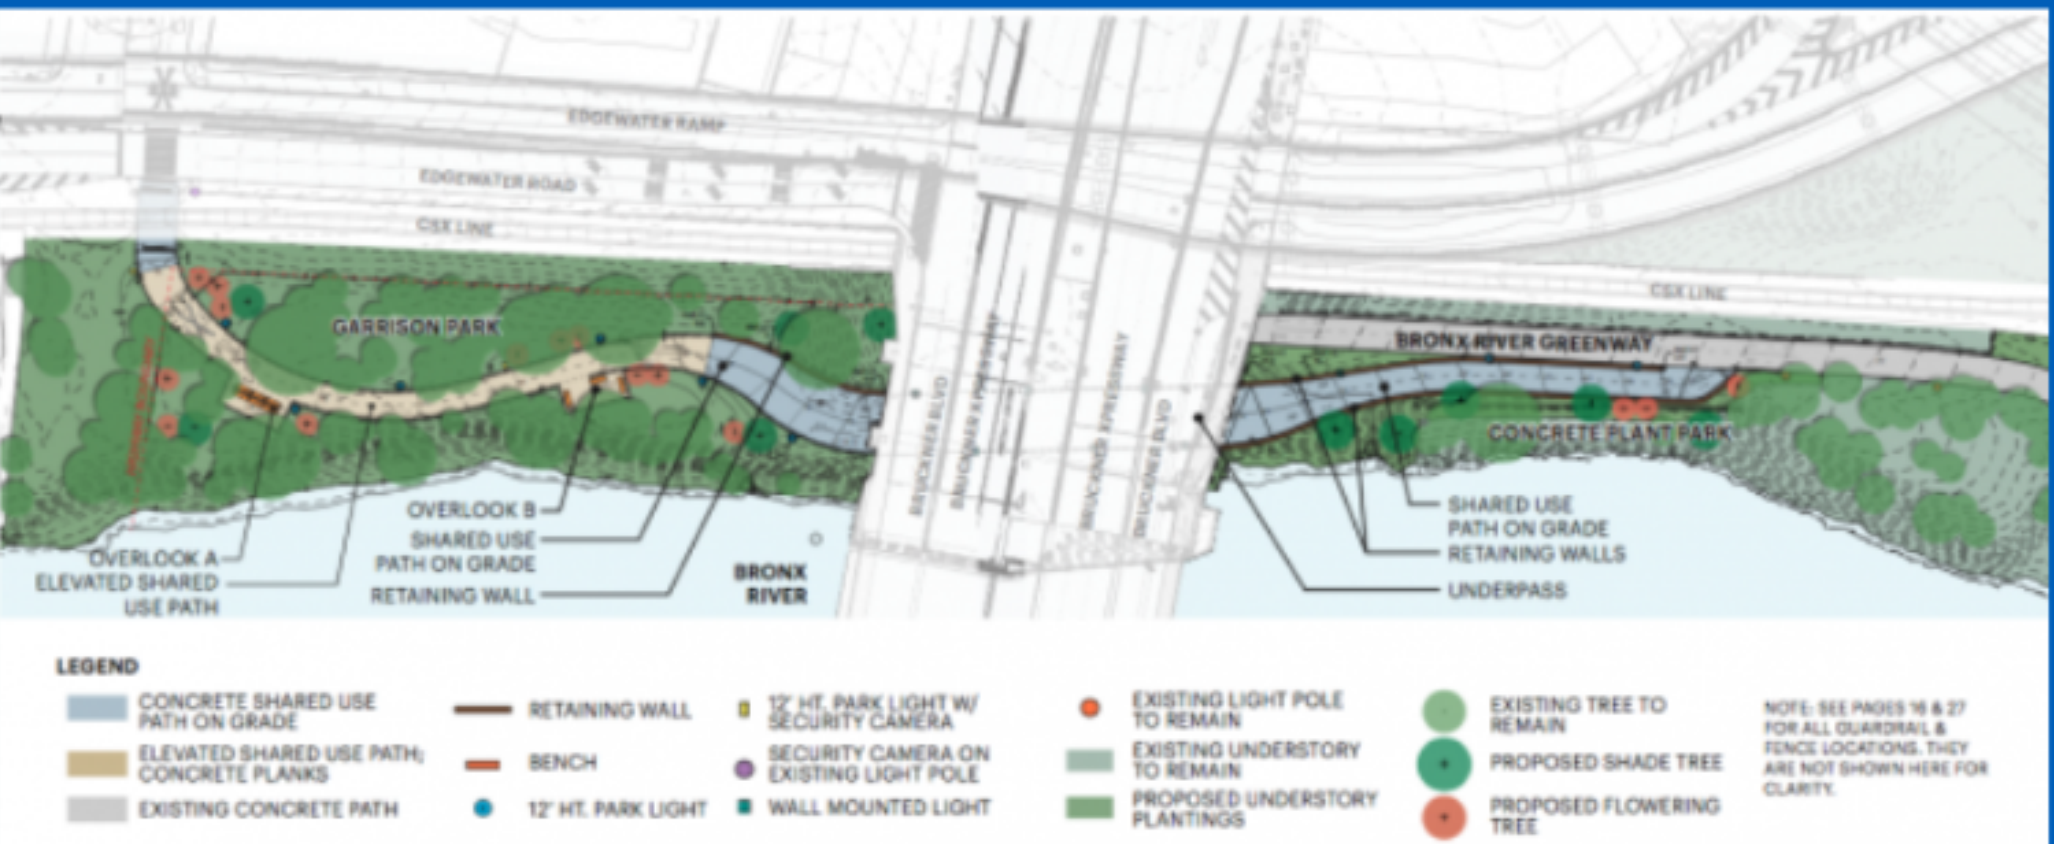 EDGEWATER RAMP
EDGEWATER ROAD
CSX LINE
CSX LINE
GARRISON PARK
BRONX RIVER GREENWAY
CONCRETE PLANT PARK
BRUCKNER BLVD
BRUCKNER EXPRESSWAY
BRUCKNER EXPRESSWAY
BRUCKNER BLVD
OVERLOOK A
ELEVATED SHARED
USE PATH
OVERLOOK B
SHARED USE
PATH ON GRADE
RETAINING WALL
BRONX
RIVER
SHARED USE
PATH ON GRADE
RETAINING WALLS
UNDERPASS
LEGEND
CONCRETE SHARED USE
PATH ON GRADE
ELEVATED SHARED USE PATH;
CONCRETE PLANKS
EXISTING CONCRETE PATH
RETAINING WALL
BENCH
12' HT. PARK LIGHT
12' HT. PARK LIGHT W/
SECURITY CAMERA
SECURITY CAMERA ON
EXISTING LIGHT POLE
WALL MOUNTED LIGHT
EXISTING LIGHT POLE
TO REMAIN
EXISTING UNDERSTORY
TO REMAIN
PROPOSED UNDERSTORY
PLANTINGS
EXISTING TREE TO
REMAIN
PROPOSED SHADE TREE
PROPOSED FLOWERING
TREE
NOTE: SEE PAGES 16 & 27
FOR ALL GUARDRAIL &
FENCE LOCATIONS. THEY
ARE NOT SHOWN HERE FOR
CLARITY.